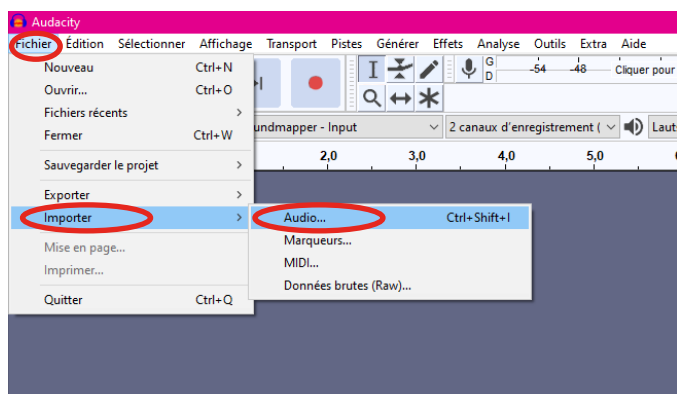 Audacity
Fichier Édition Sélectionner Affichage Transport Pistes Générer Effets Analyse Outils Extra Aide
Nouveau Ctrl+N
G
D
-54 -48 Cliquer pour
Ouvrir... Ctrl+O
Fichiers récents >
Fermer Ctrl+W
undmapper - Input 2 canaux d'enregistrement ( Laut
Sauvegarder le projet >
2,0 3,0 4,0 5,0
Exporter >
Importer >
Audio... Ctrl+Shift+I
Marqueurs...
Mise en page...
MIDI...
Imprimer...
Données brutes (Raw)...
Quitter Ctrl+Q